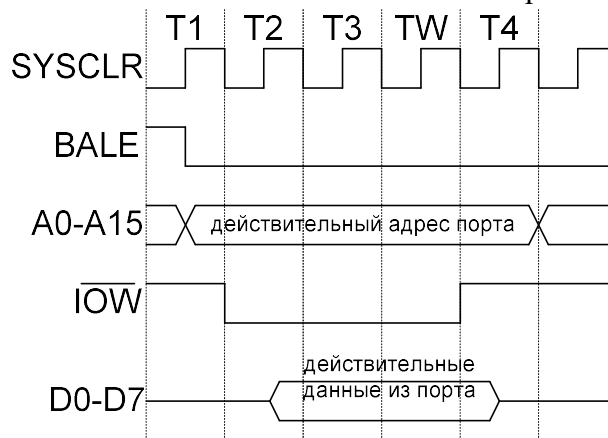 T1 T2 T3 TW T4
SYSCLR
BALE
A0-A15 действительный адрес порта
IOW
действительные
данные из порта
D0-D7